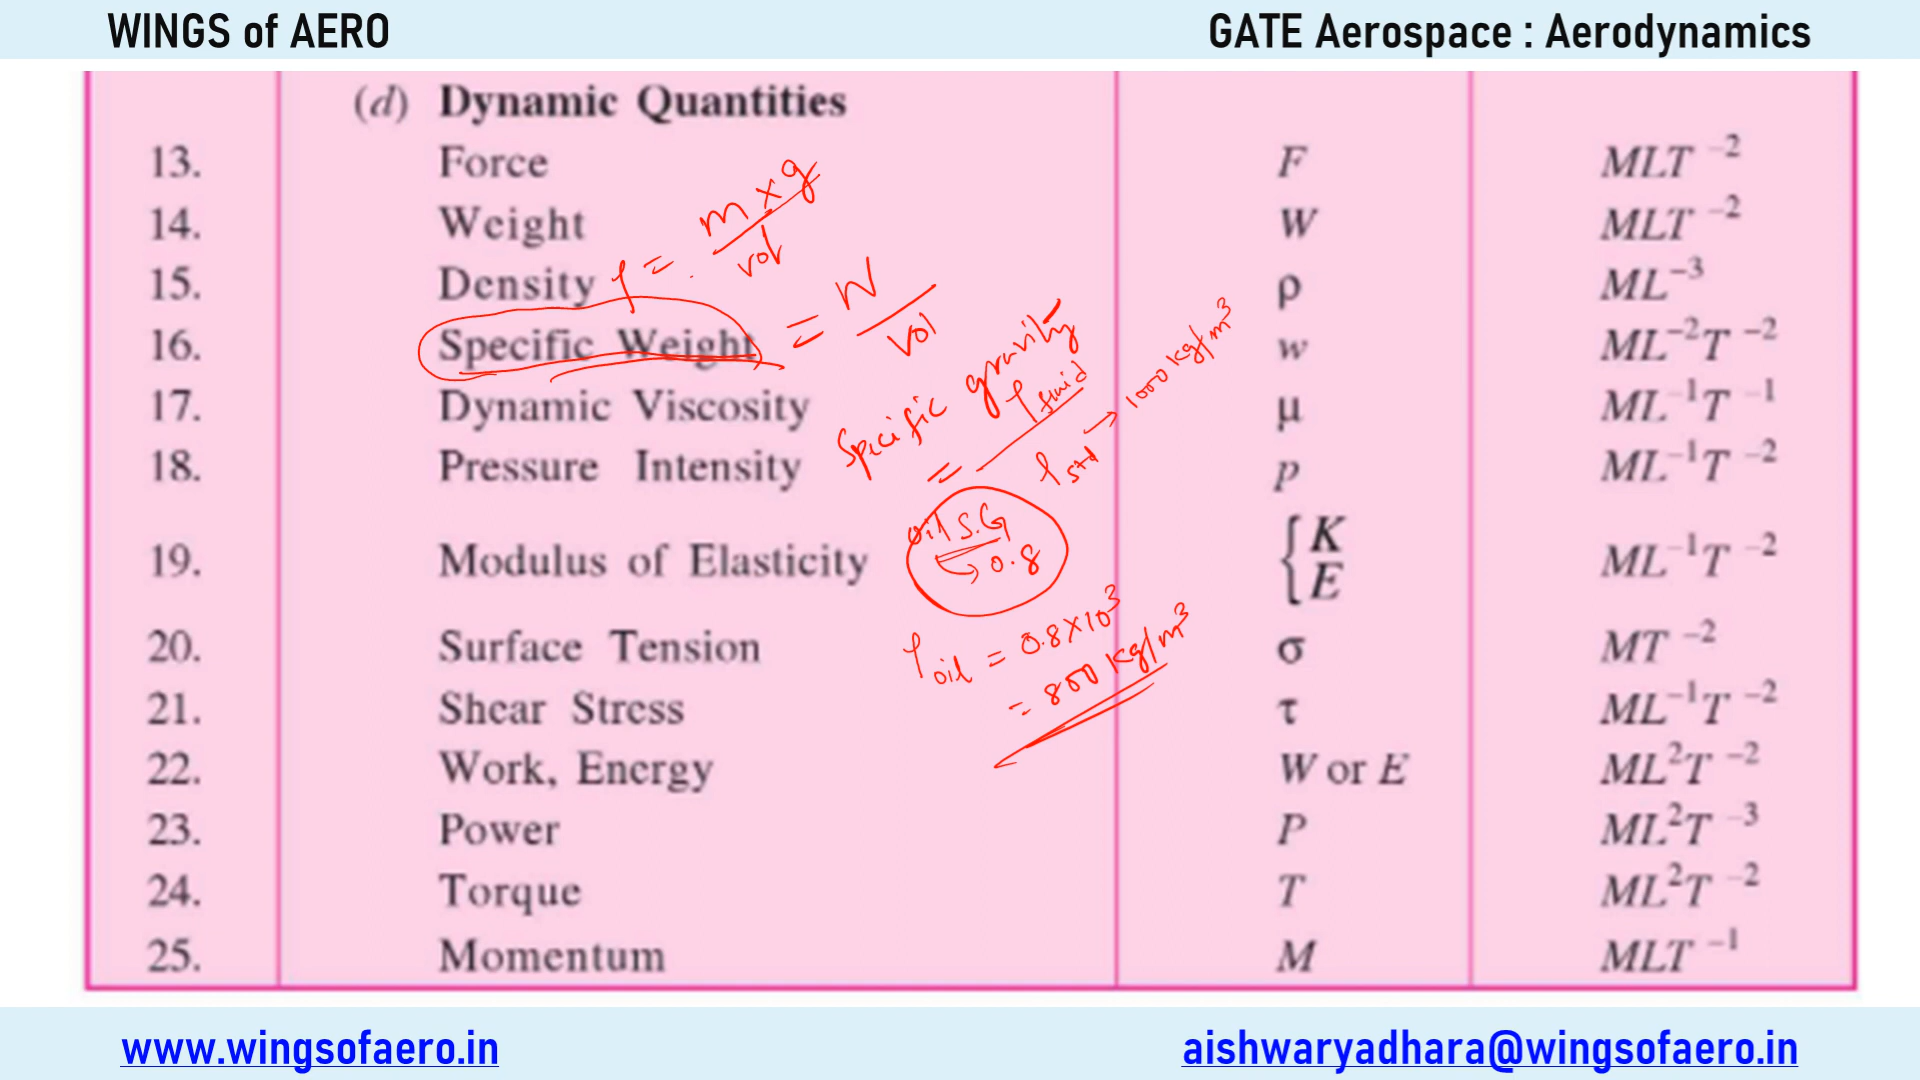 WINGS of AERO GATE Aerospace : Aerodynamics
(d) Dynamic Quantities
13. Force F MLT⁻²
14. Weight W MLT⁻²
15. Density ρ ML⁻³
16. Specific Weight w ML⁻²T⁻²
17. Dynamic Viscosity μ ML⁻¹T⁻¹
18. Pressure Intensity p ML⁻¹T⁻²
19. Modulus of Elasticity { K E ML⁻¹T⁻²
20. Surface Tension σ MT⁻²
21. Shear Stress τ ML⁻¹T⁻²
22. Work, Energy W or E ML²T⁻²
23. Power P ML²T⁻³
24. Torque T ML²T⁻²
25. Momentum M MLT⁻¹
ρ = m × g
vol
= W
vol
Specific gravity
= ρ fluid
ρ std → 1000 kg/m³
oil S.G
→ 0.8
ρ oil = 0.8×10³
= 800 kg/m³
www.wingsofaero.in aishwaryadhara@wingsofaero.in